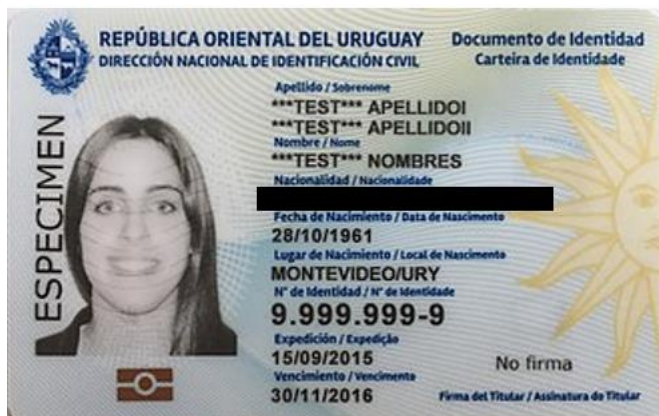 REPÚBLICA ORIENTAL DEL URUGUAY
DIRECCIÓN NACIONAL DE IDENTIFICACIÓN CIVIL
Documento de Identidad
Carteira de Identidade
ESPECIMEN
Apellido / Sobrenome
***TEST*** APELLIDOI
***TEST*** APELLIDOII
Nombre / Nome
***TEST*** NOMBRES
Nacionalidad / Nacionalidade
Fecha de Nacimiento / Data de Nascimento
28/10/1961
Lugar de Nacimiento / Local de Nascimento
MONTEVIDEO/URY
N° de Identidad / N° de Identidade
9.999.999-9
Expedición / Expedição
15/09/2015
Vencimiento / Vencimento
30/11/2016
No firma
Firma del Titular / Assinatura do Titular